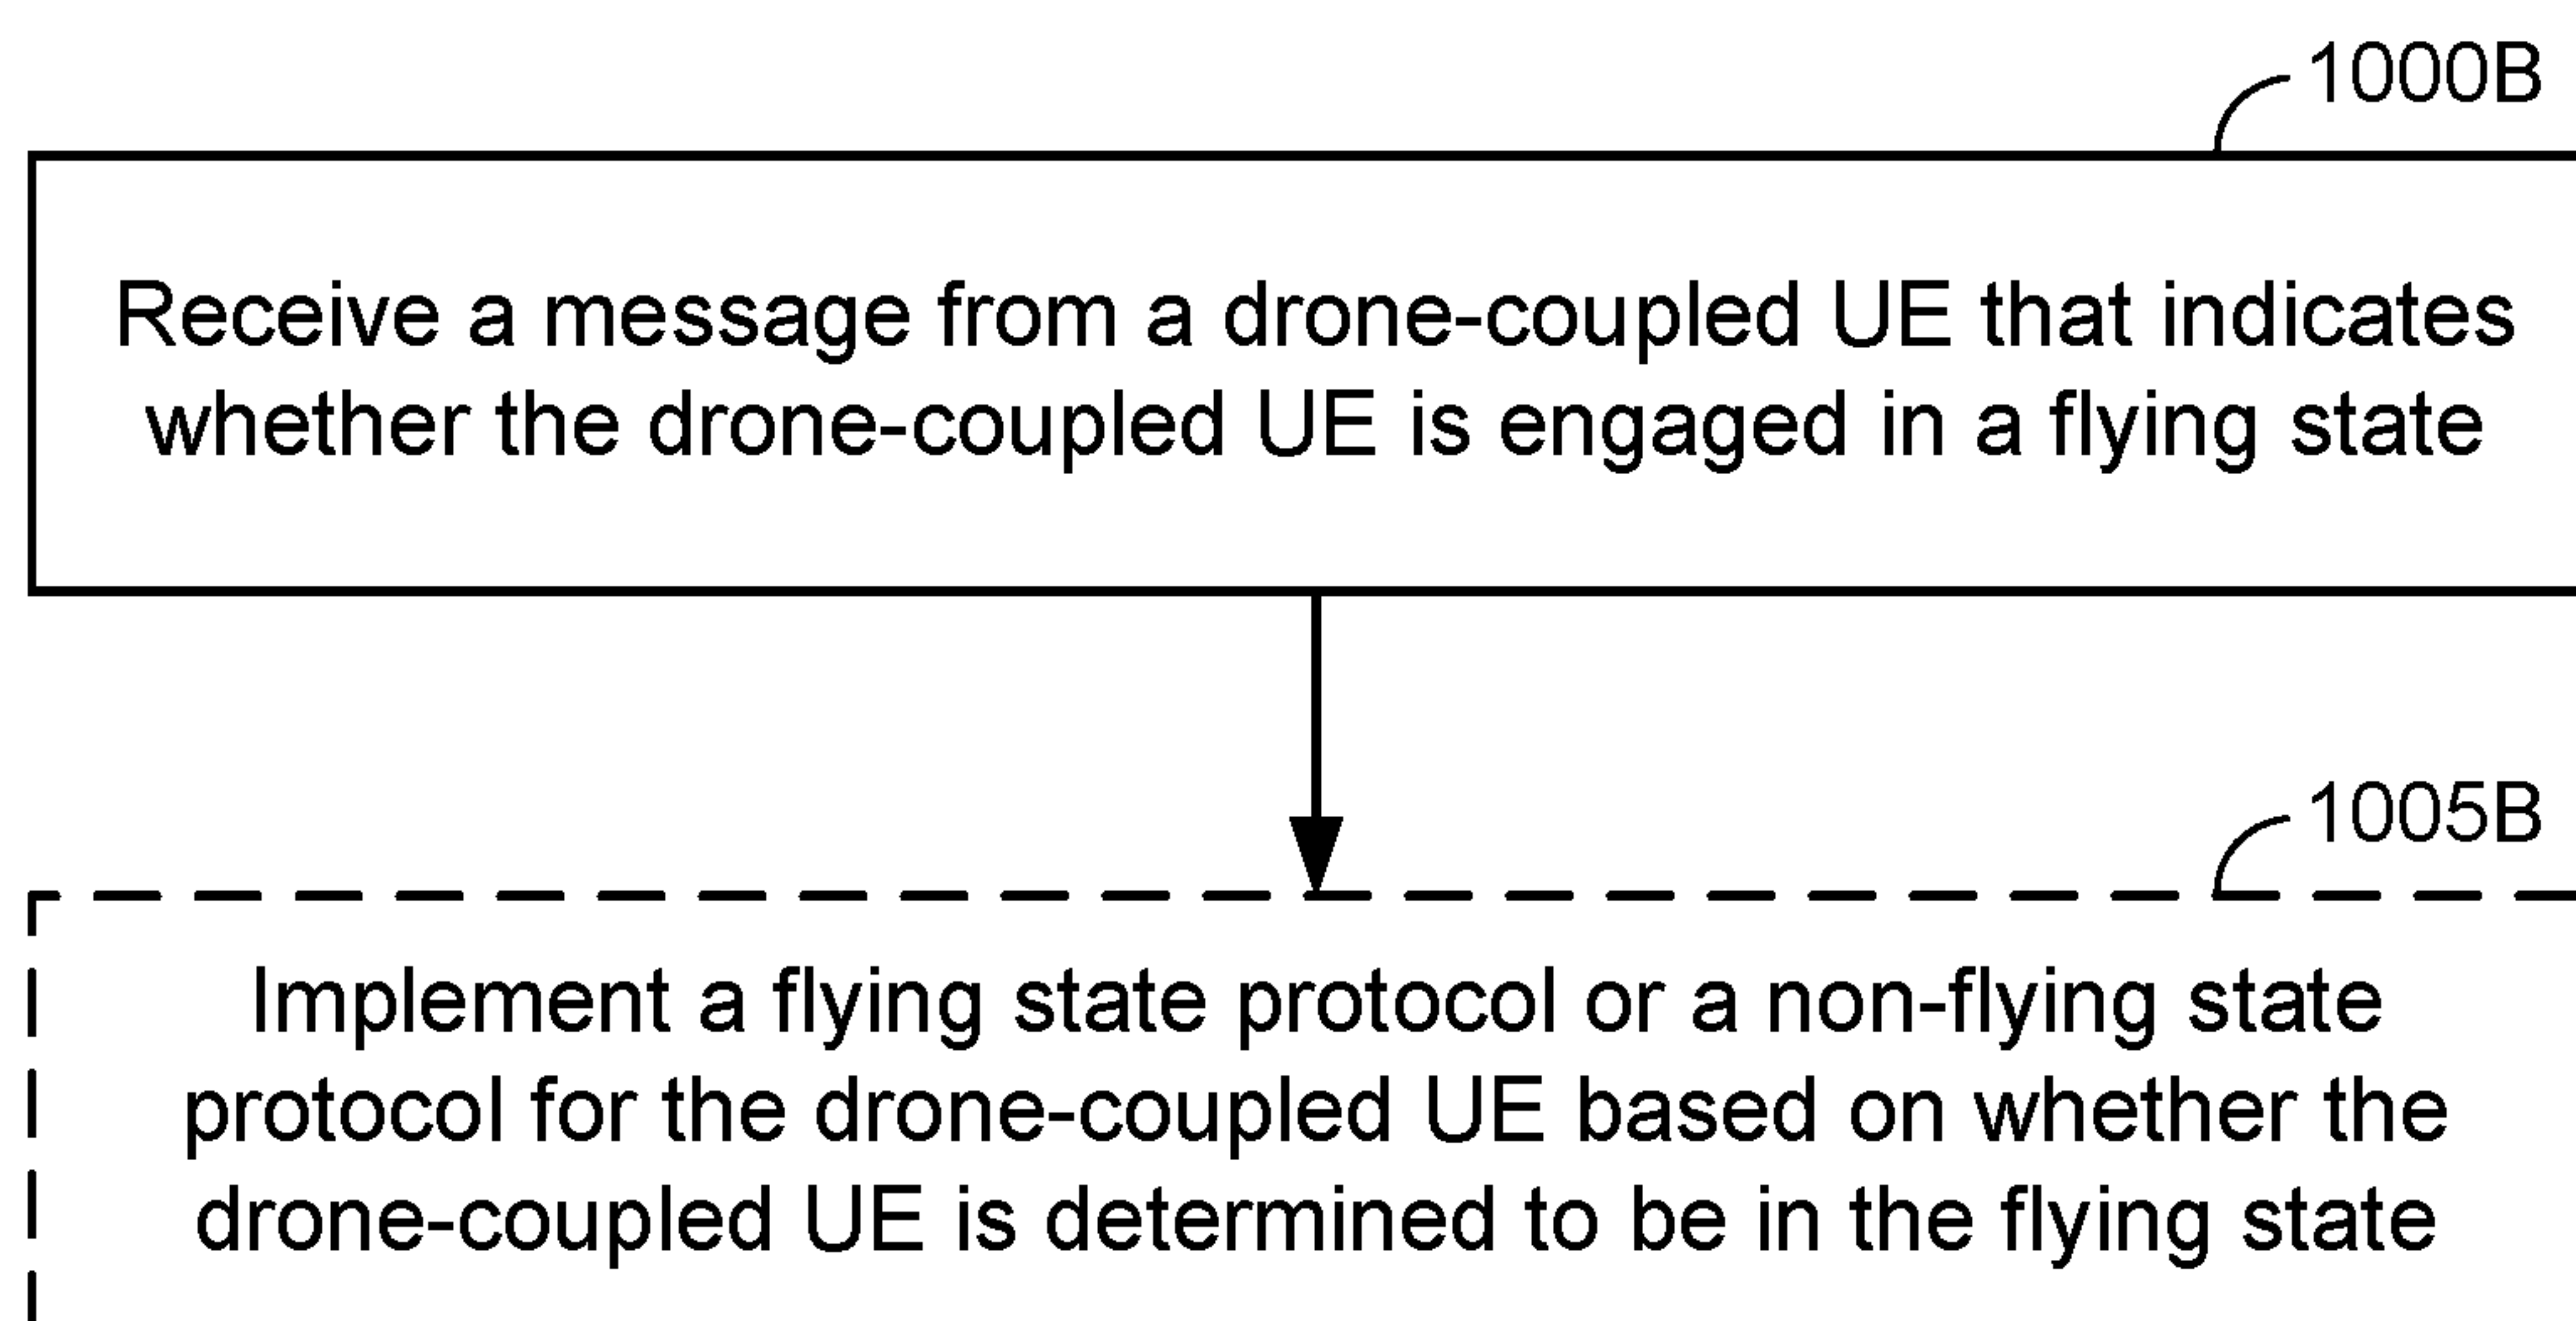 1000B
Receive a message from a drone-coupled UE that indicates
whether the drone-coupled UE is engaged in a flying state
1005B
Implement a flying state protocol or a non-flying state
protocol for the drone-coupled UE based on whether the
drone-coupled UE is determined to be in the flying state